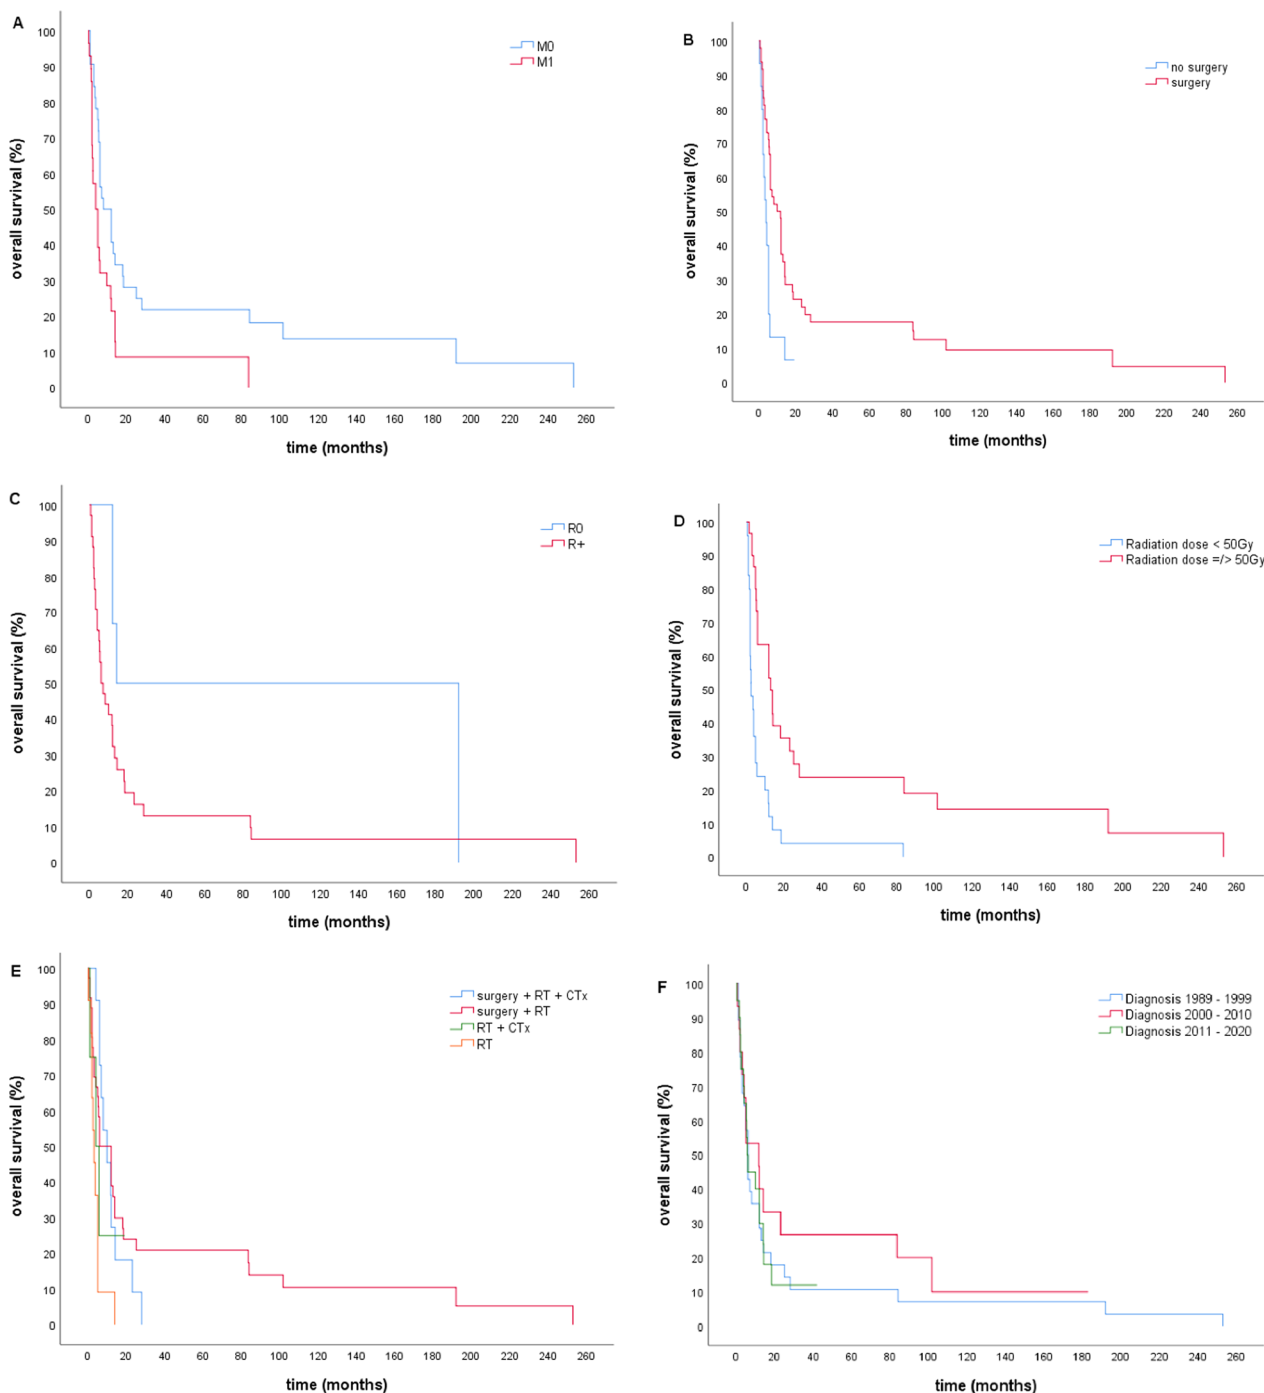 A
M0
M1
overall survival (%)
100
90
80
70
60
50
40
30
20
10
0
0 20 40 60 80 100 120 140 160 180 200 220 240 260
time (months)
B
no surgery
surgery
overall survival (%)
100
90
80
70
60
50
40
30
20
10
0
0 20 40 60 80 100 120 140 160 180 200 220 240 260
time (months)
C
R0
R+
overall survival (%)
100
90
80
70
60
50
40
30
20
10
0
0 20 40 60 80 100 120 140 160 180 200 220 240 260
time (months)
D
Radiation dose < 50Gy
Radiation dose =/> 50Gy
overall survival (%)
100
90
80
70
60
50
40
30
20
10
0
0 20 40 60 80 100 120 140 160 180 200 220 240 260
time (months)
E
surgery + RT + CTx
surgery + RT
RT + CTx
RT
overall survival (%)
100
90
80
70
60
50
40
30
20
10
0
0 20 40 60 80 100 120 140 160 180 200 220 240 260
time (months)
F
Diagnosis 1989 - 1999
Diagnosis 2000 - 2010
Diagnosis 2011 - 2020
overall survival (%)
100
90
80
70
60
50
40
30
20
10
0
0 20 40 60 80 100 120 140 160 180 200 220 240 260
time (months)